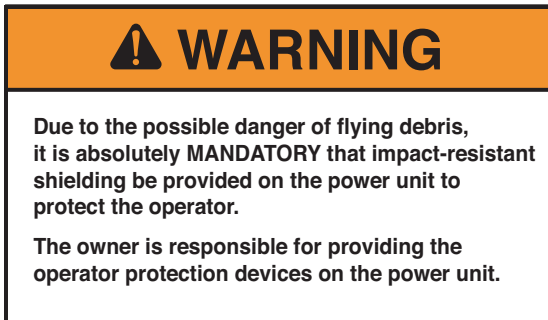 WARNING
Due to the possible danger of flying debris,
it is absolutely MANDATORY that impact-resistant
shielding be provided on the power unit to
protect the operator.
The owner is responsible for providing the
operator protection devices on the power unit.